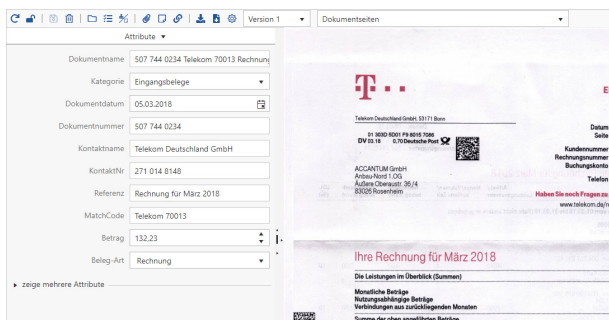 Version 1
Dokumentseiten
Attribute
Dokumentname
507 744 0234 Telekom 70013 Rechnung
Kategorie
Eingangsbelege
Dokumentdatum
05.03.2018
Dokumentnummer
507 744 0234
Kontaktname
Telekom Deutschland GmbH
KontaktNr
271 014 8148
Referenz
Rechnung für März 2018
MatchCode
Telekom 70013
Betrag
132,23
Beleg-Art
Rechnung
zeige mehrere Attribute
T
E
Telekom Deutschland GmbH, 53171 Bonn
DV 03.18 0,70 Deutsche Post
ACCANTUM GmbH
Anbau-Nord 1.OG
Äußere Oberaustr. 36/4
83026 Rosenheim
Datum
Seite
Kundennummer
Rechnungsnummer
Buchungskonto
Telefon
Haben Sie noch Fragen zu
www.telekom.de/
Ihre Rechnung für März 2018
Die Leistungen im Überblick (Summen)
Monatliche Beträge
Nutzungsabhängige Beträge
Verbindungen aus zurückliegenden Monaten
Summe der oben angeführten Beträge